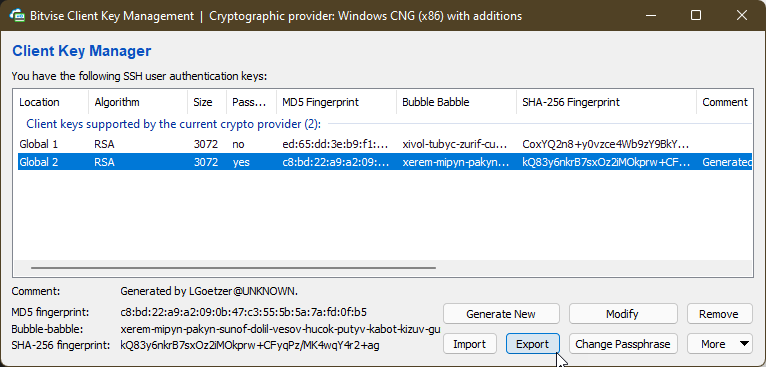 Bitvise Client Key Management | Cryptographic provider: Windows CNG (x86) with additions
Client Key Manager
You have the following SSH user authentication keys:
Location Algorithm Size Pass... MD5 Fingerprint Bubble Babble SHA-256 Fingerprint Comment
Client keys supported by the current crypto provider (2):
Global 1 RSA 3072 no ed:65:dd:3e:b9:f1:... xivol-tubyc-zurif-cu... CoxYQ2n8+y0vzce4Wb9zY9BkY...
Global 2 RSA 3072 yes c8:bd:22:a9:a2:09:... xerem-mipyn-pakyn... kQ83y6nkrB7sxOz2iMOkprw+CF... Generated
Comment: Generated by LGoetzer@UNKNOWN.
MD5 fingerprint: c8:bd:22:a9:a2:09:0b:47:c3:55:5b:5a:7a:fd:0f:b5
Bubble-babble: xerem-mipyn-pakyn-sunof-dolil-vesov-hucok-putyv-kabot-kizuv-gu
SHA-256 fingerprint: kQ83y6nkrB7sxOz2iMOkprw+CFyqPz/MK4wqY4r2+ag
Generate New Modify Remove
Import Export Change Passphrase More